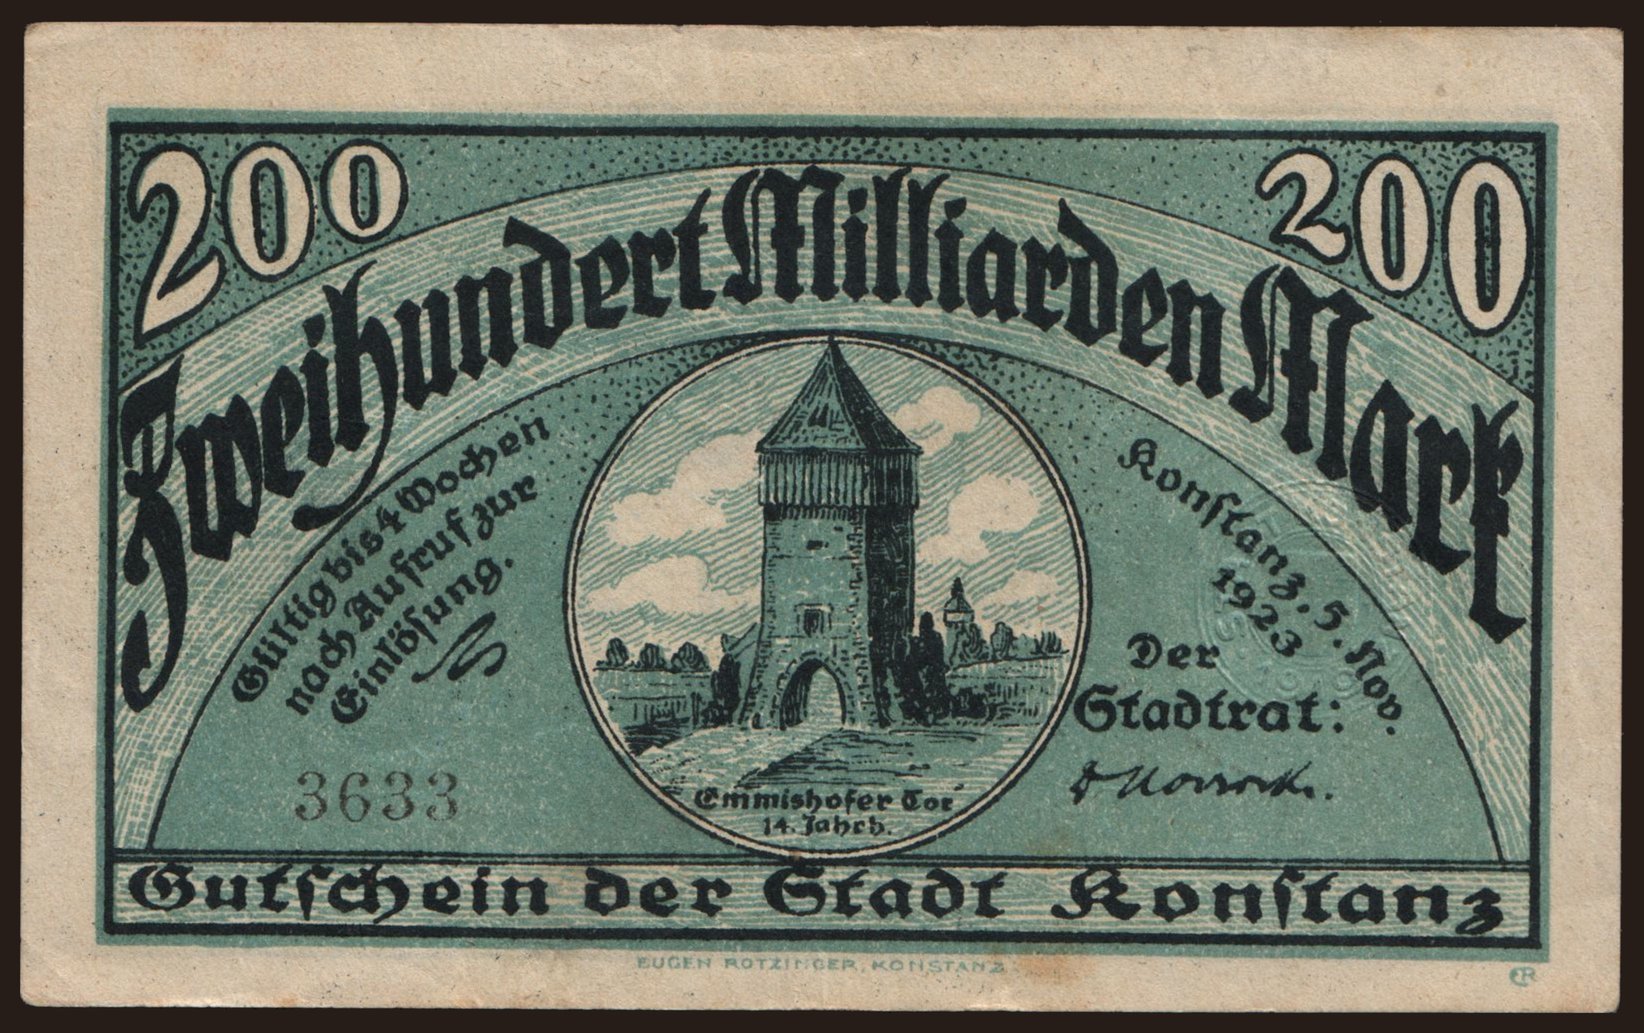 200
200
Zweihundert Milliarden Mark
Gültig bis 4 Wochen
nach Aufruf zur
Einlösung.
Konstanz, 5. Nov.
1923
Der
Stadtrat:
3633
Emmishofer Tor
14. Jahrh.
Gutschein der Stadt Konstanz
EUGEN ROTZINGER, KONSTANZ